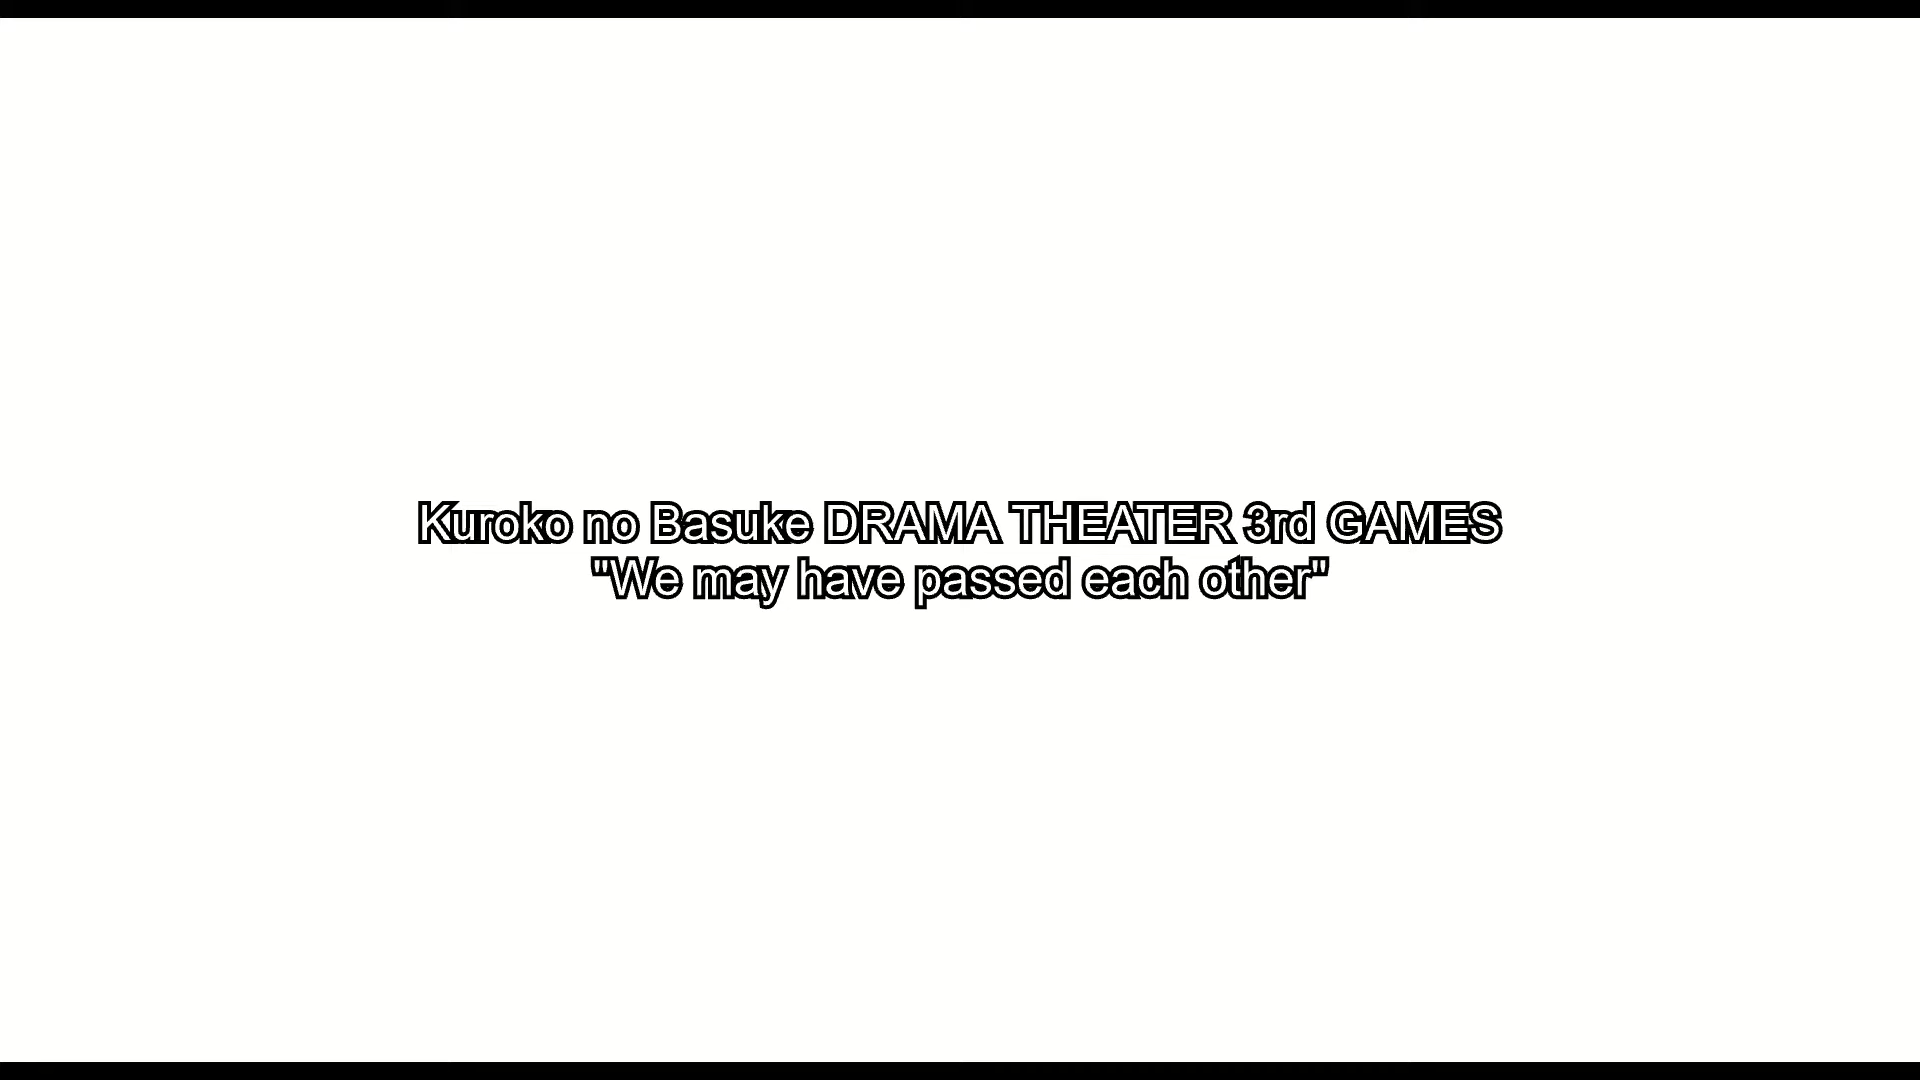 Kuroko no Basuke DRAMA THEATER 3rd GAMES
"We may have passed each other"